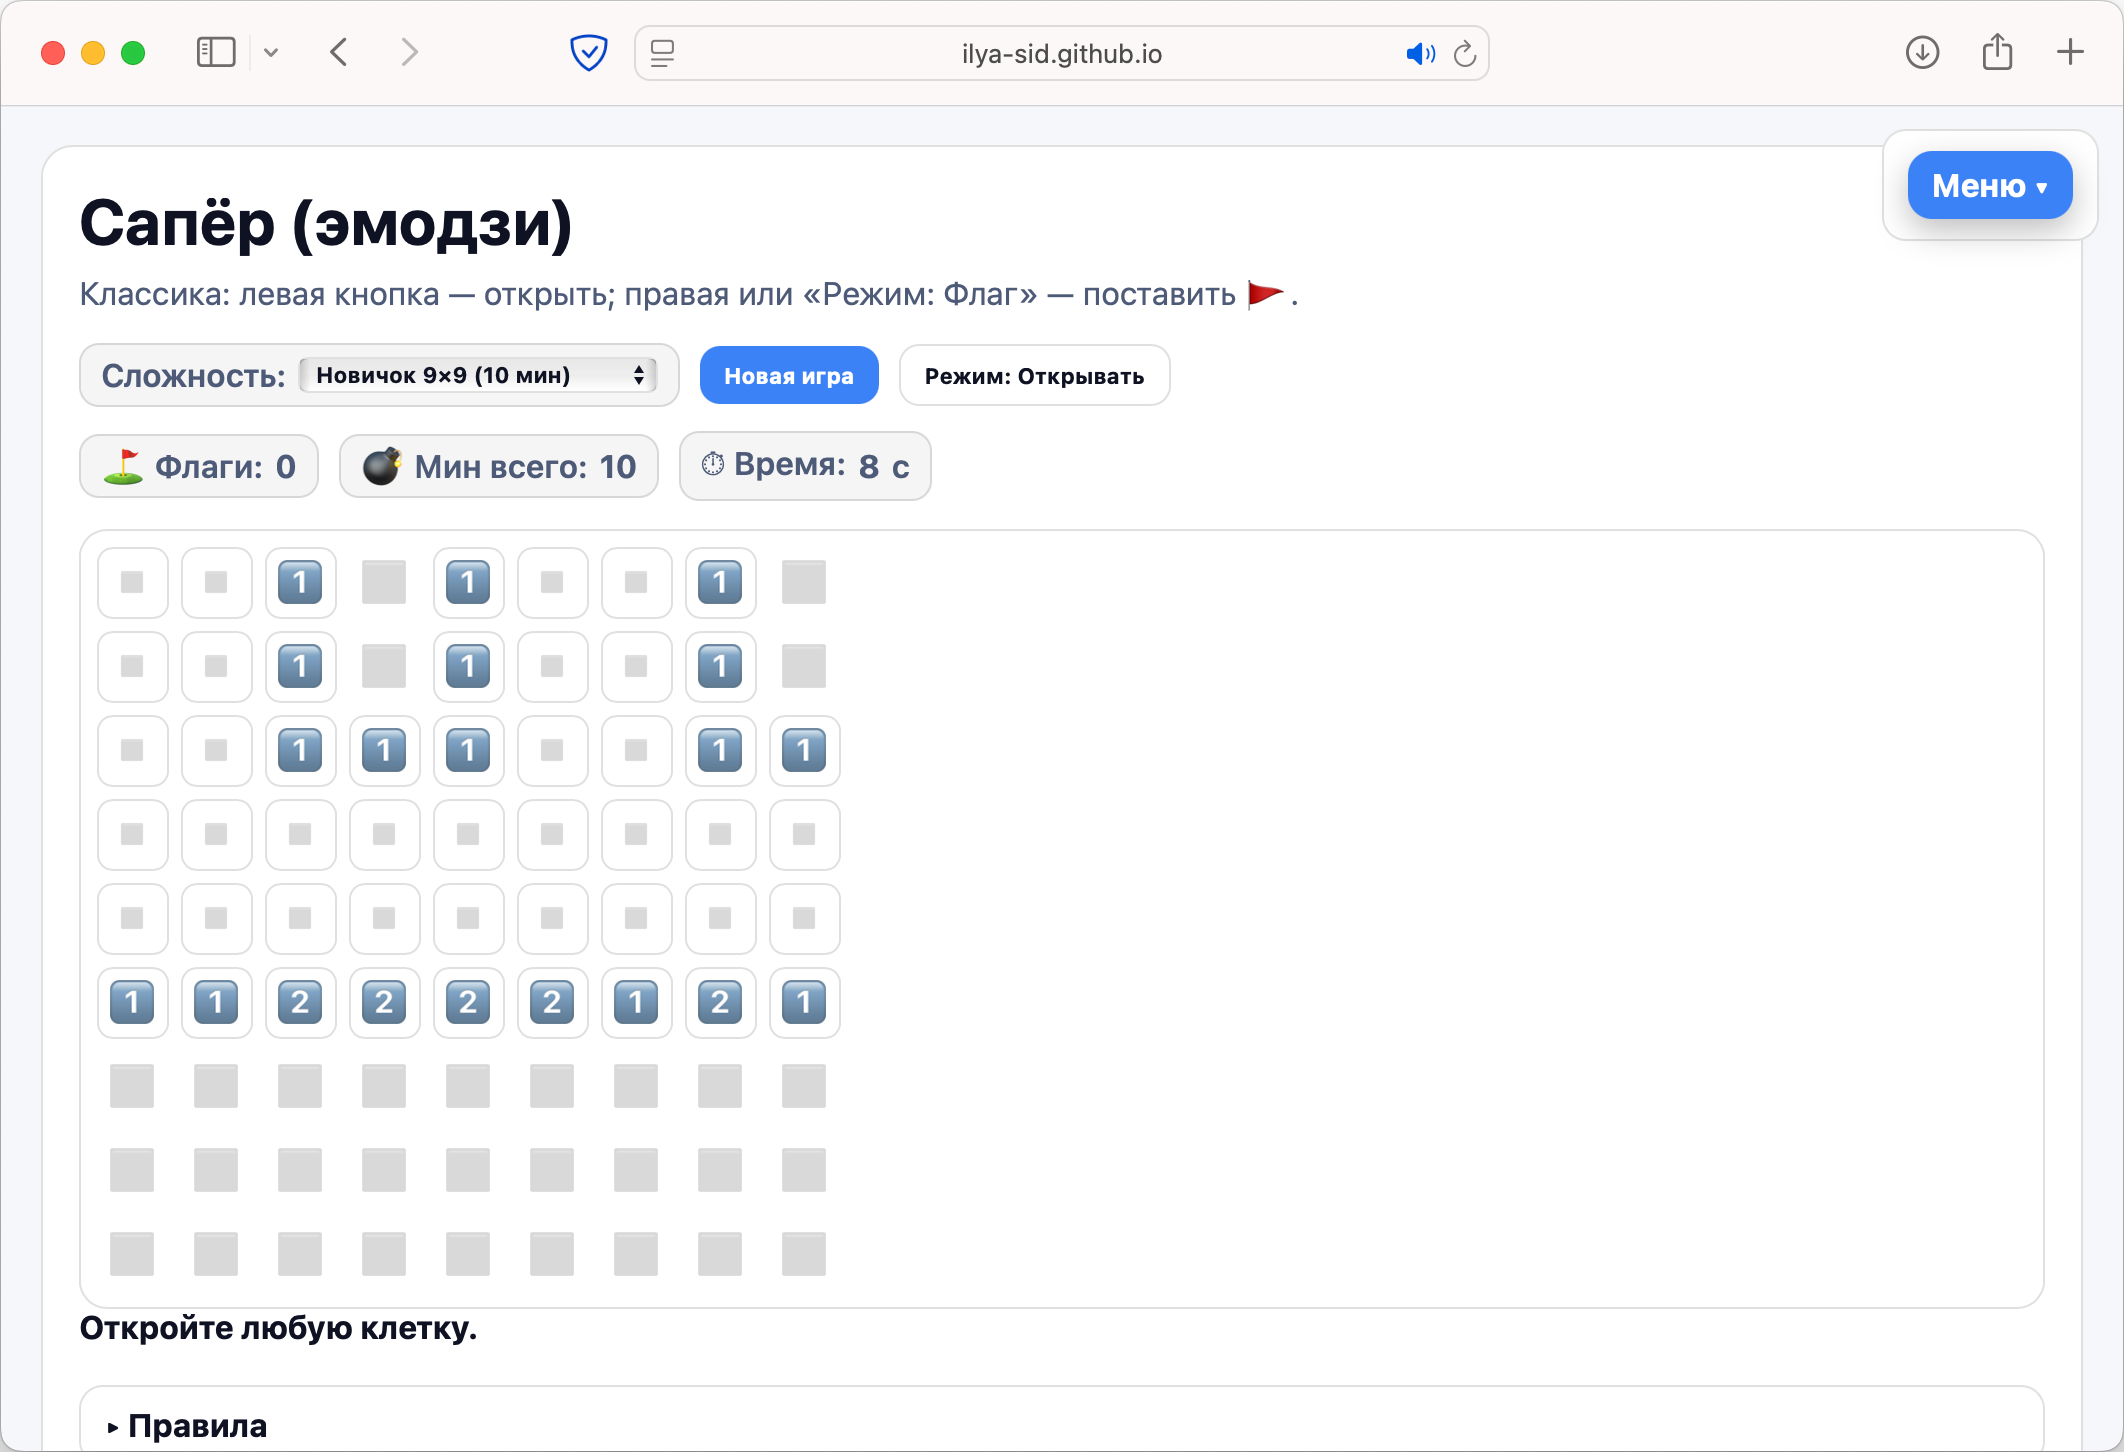 ilya-sid.github.io
Меню ▾
Сапёр (эмодзи)
Классика: левая кнопка — открыть; правая или «Режим: Флаг» — поставить 🚩.
Сложность: Новичок 9×9 (10 мин) Новая игра Режим: Открывать
⛳ Флаги: 0 💣 Мин всего: 10 ⏱ Время: 8 с
1 1 1
1 1 1
1 1 1 1 1
1 1 2 2 2 2 1 2 1
Откройте любую клетку.
▸ Правила